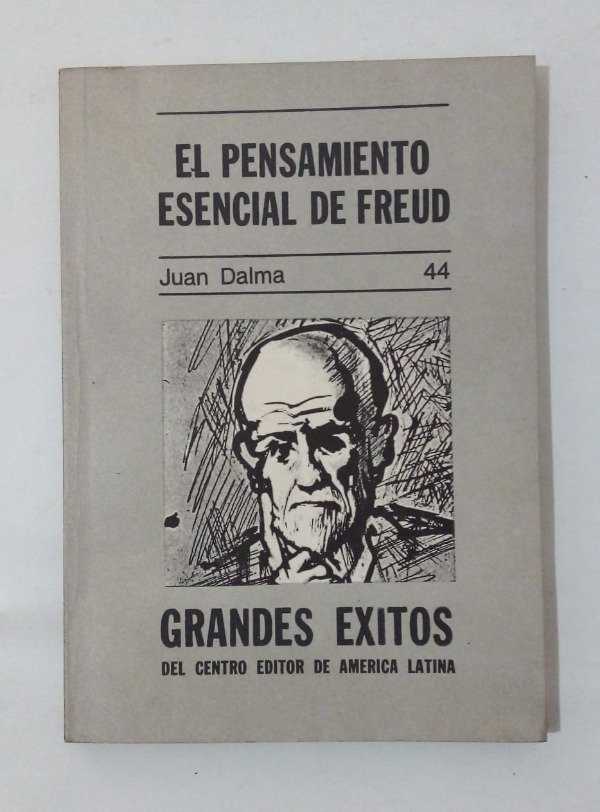 EL PENSAMIENTO
ESENCIAL DE FREUD
Juan Dalma 44
GRANDES EXITOS
DEL CENTRO EDITOR DE AMERICA LATINA